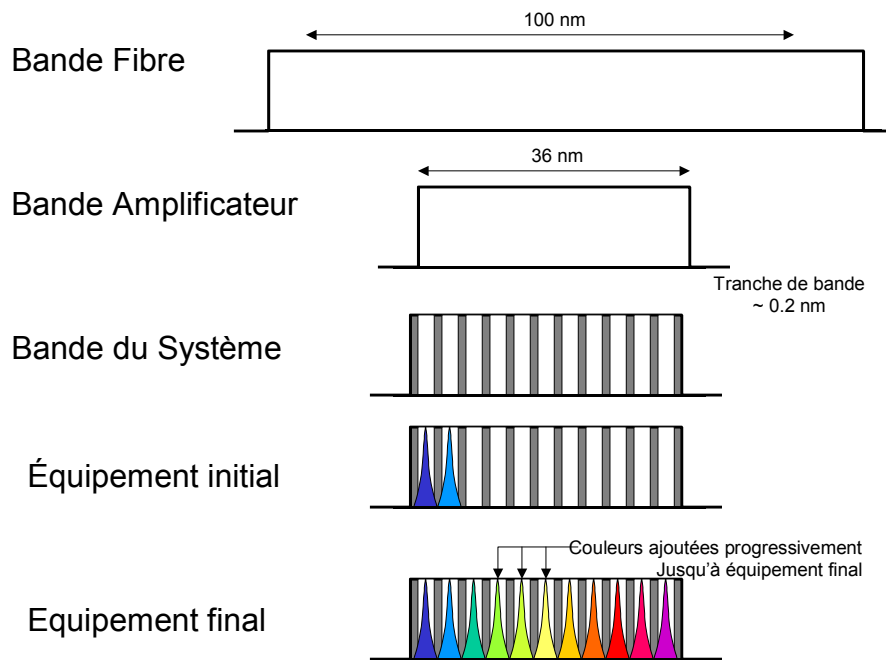 100 nm
Bande Fibre
36 nm
Bande Amplificateur
Tranche de bande
~ 0.2 nm
Bande du Système
Équipement initial
Couleurs ajoutées progressivement
Jusqu'à équipement final
Equipement final